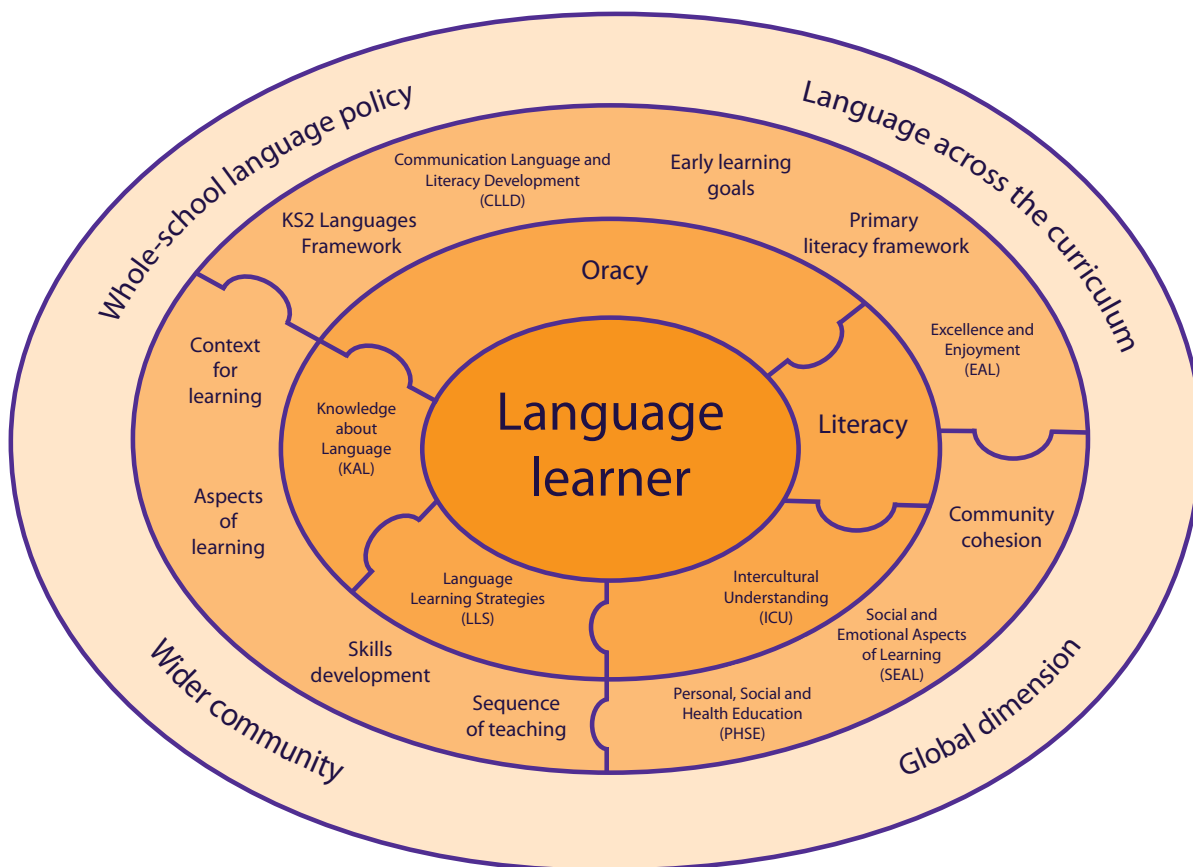 Whole-school language policy
Language across the curriculum
Communication Language and
Literacy Development
(CLLD)
Early learning
goals
KS2 Languages
Framework
Primary
literacy framework
Oracy
Excellence and
Enjoyment
(EAL)
Context
for
learning
Knowledge
about
Language
(KAL)
Language
learner
Literacy
Aspects
of
learning
Community
cohesion
Language
Learning Strategies
(LLS)
Intercultural
Understanding
(ICU)
Social and
Emotional Aspects
of Learning
(SEAL)
Skills
development
Sequence
of teaching
Personal, Social and
Health Education
(PHSE)
Wider community
Global dimension